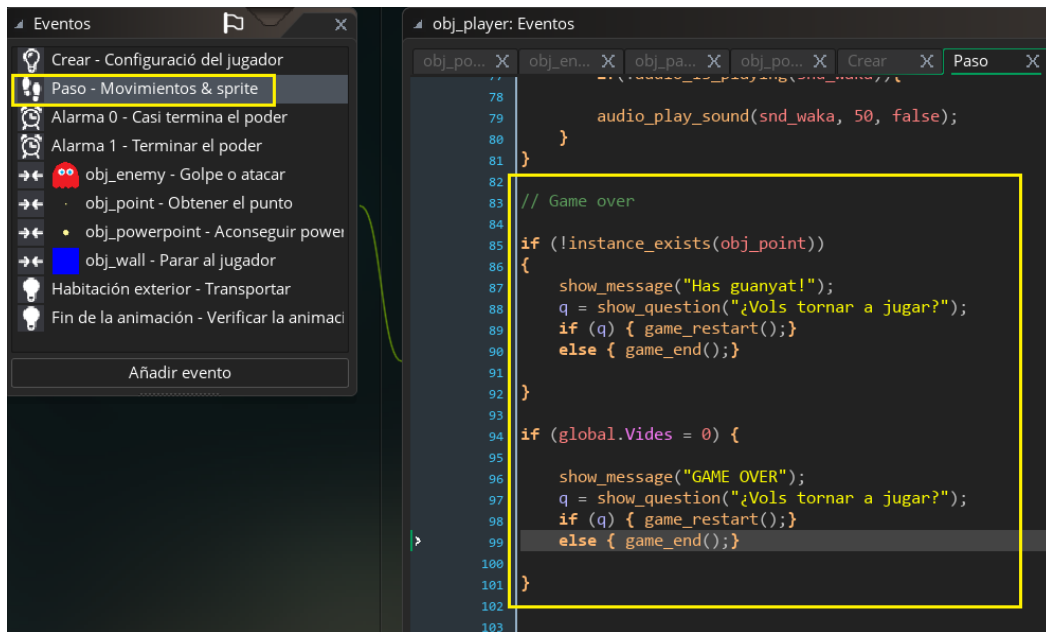 Eventos
Crear - Configuració del jugador
Paso - Movimientos & sprite
Alarma 0 - Casi termina el poder
Alarma 1 - Terminar el poder
obj_enemy - Golpe o atacar
obj_point - Obtener el punto
obj_powerpoint - Aconseguir power
obj_wall - Parar al jugador
Habitación exterior - Transportar
Fin de la animación - Verificar la animaci
Añadir evento
obj_player: Eventos
obj_po... X obj_en... X obj_pa... X obj_po... X Crear X Paso X
77 if(!audio_is_playing(snd_waka)){
78
79 audio_play_sound(snd_waka, 50, false);
80 }
81 }
82
83 // Game over
84
85 if (!instance_exists(obj_point))
86 {
87 show_message("Has guanyat!");
88 q = show_question("¿Vols tornar a jugar?");
89 if (q) { game_restart();}
90 else { game_end();}
91
92 }
93
94 if (global.Vides = 0) {
95
96 show_message("GAME OVER");
97 q = show_question("¿Vols tornar a jugar?");
98 if (q) { game_restart();}
99 else { game_end();}
100
101 }
102
103